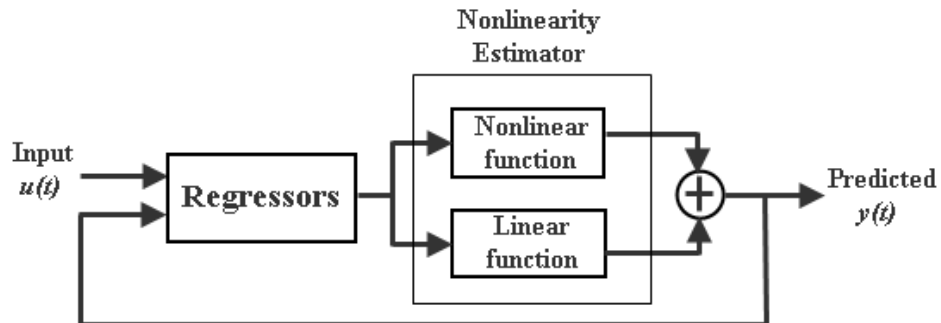 Nonlinearity
Estimator
Input
u(t)
Regressors
Nonlinear
function
Linear
function
+
Predicted
y(t)